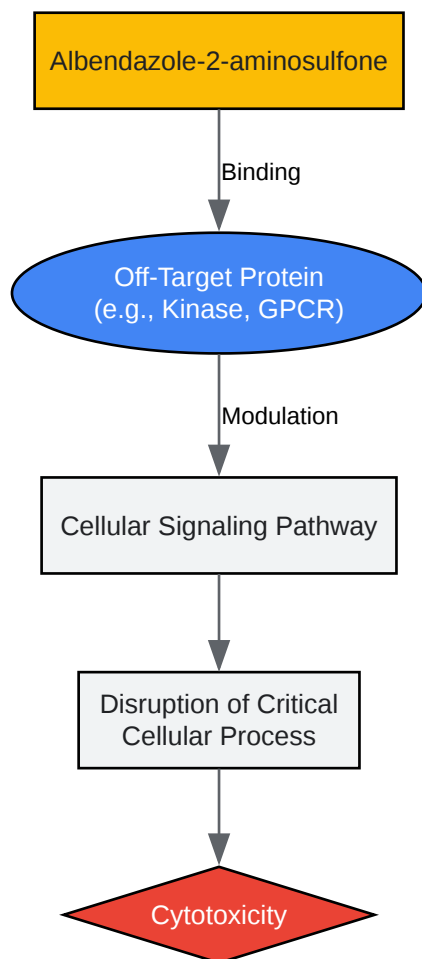 Albendazole-2-aminosulfone
Binding
Off-Target Protein
(e.g., Kinase, GPCR)
Modulation
Cellular Signaling Pathway
Disruption of Critical
Cellular Process
Cytotoxicity